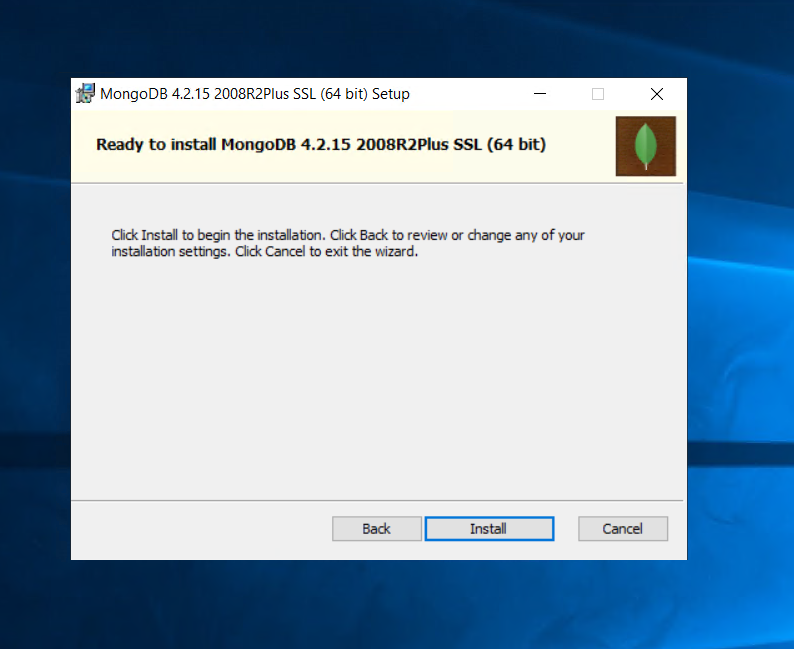 MongoDB 4.2.15 2008R2Plus SSL (64 bit) Setup
Ready to install MongoDB 4.2.15 2008R2Plus SSL (64 bit)
Click Install to begin the installation. Click Back to review or change any of your
installation settings. Click Cancel to exit the wizard.
Back Install Cancel